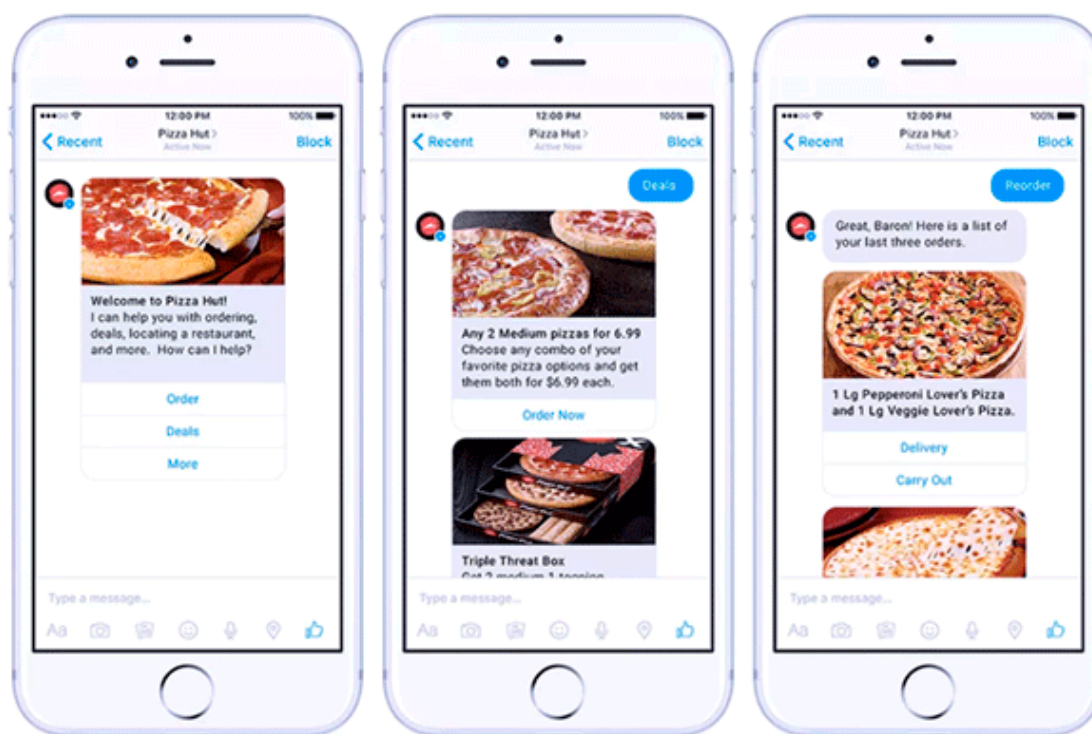 12:00 PM
100%
Recent
Pizza Hut
Active Now
Block
Welcome to Pizza Hut!
I can help you with ordering,
deals, locating a restaurant,
and more. How can I help?
Order
Deals
More
Type a message...
Aa
12:00 PM
100%
Recent
Pizza Hut
Active Now
Block
Deals
Any 2 Medium pizzas for 6.99
Choose any combo of your
favorite pizza options and get
them both for $6.99 each.
Order Now
Triple Threat Box
Get 2 medium 1 topping
Type a message...
Aa
12:00 PM
100%
Recent
Pizza Hut
Active Now
Block
Reorder
Great, Baron! Here is a list of
your last three orders.
1 Lg Pepperoni Lover's Pizza
and 1 Lg Veggie Lover's Pizza.
Delivery
Carry Out
Type a message...
Aa